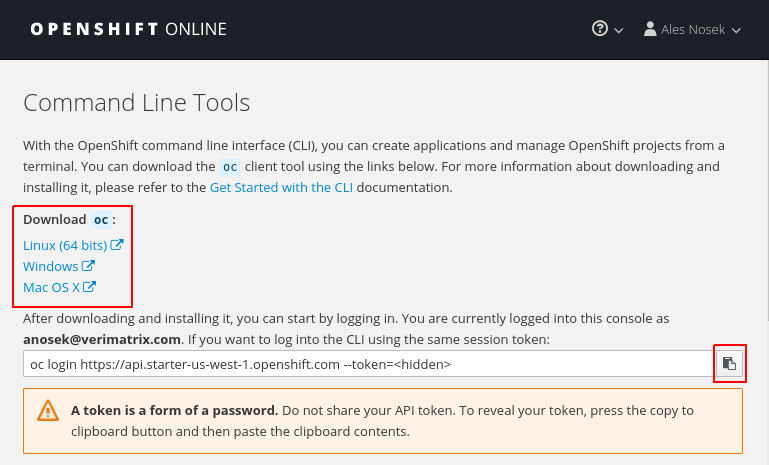 OPENSHIFT ONLINE
Ales Nosek
Command Line Tools
With the OpenShift command line interface (CLI), you can create applications and manage OpenShift projects from a
terminal. You can download the oc client tool using the links below. For more information about downloading and
installing it, please refer to the Get Started with the CLI documentation.
Download oc :
Linux (64 bits)
Windows
Mac OS X
After downloading and installing it, you can start by logging in. You are currently logged into this console as
anosek@verimatrix.com. If you want to log into the CLI using the same session token:
oc login https://api.starter-us-west-1.openshift.com --token=<hidden>
A token is a form of a password. Do not share your API token. To reveal your token, press the copy to
clipboard button and then paste the clipboard contents.